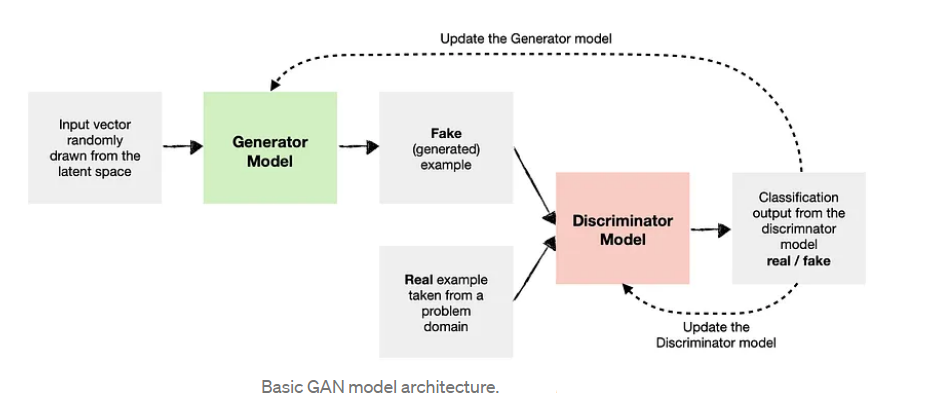 Update the Generator model
Input vector
randomly
drawn from the
latent space
Generator
Model
Fake
(generated)
example
Real example
taken from a
problem
domain
Discriminator
Model
Classification
output from the
discrimnator
model
real / fake
Update the
Discriminator model
Basic GAN model architecture.